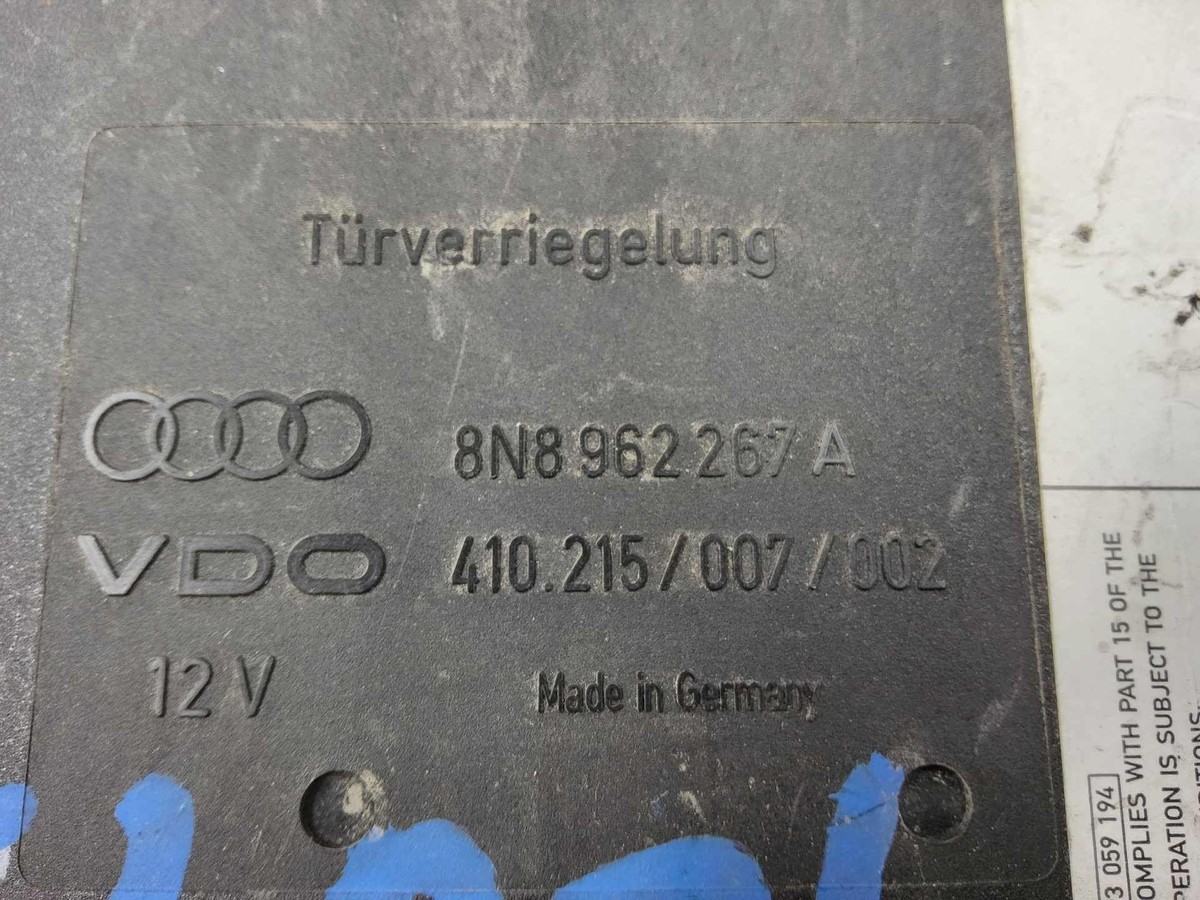 Türverriegelung
8N8 962 267 A
VDO 410.215/007/002
12 V Made in Germany
3 059 194
OMPLIES WITH PART 15 OF THE
PERATION IS SUBJECT TO THE